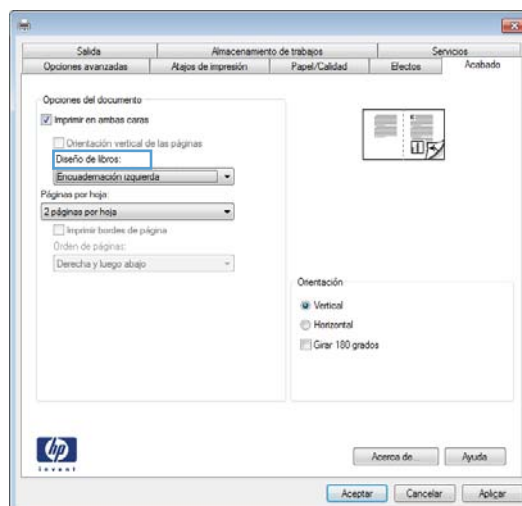 Salida Almacenamiento de trabajos Servicios
Opciones avanzadas Atajos de impresión Papel/Calidad Efectos Acabado
Opciones del documento
Imprimir en ambas caras
Orientación vertical de las páginas
Diseño de libros:
Encuadernación izquierda
Páginas por hoja:
2 páginas por hoja
Imprimir bordes de página
Orden de páginas:
Derecha y luego abajo
Orientación
Vertical
Horizontal
Girar 180 grados
hp
invent
Acerca de... Ayuda
Aceptar Cancelar Aplicar